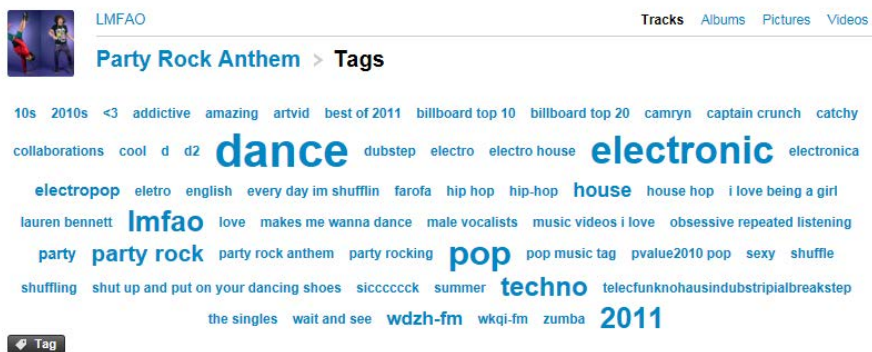 LMFAO Tracks Albums Pictures Videos
Party Rock Anthem > Tags
10s 2010s <3 addictive amazing artvid best of 2011 billboard top 10 billboard top 20 camryn captain crunch catchy
collaborations cool d d2 dance dubstep electro electro house electronic electronica
electropop eletro english every day im shufflin farofa hip hop hip-hop house house hop i love being a girl
lauren bennett lmfao love makes me wanna dance male vocalists music videos i love obsessive repeated listening
party party rock party rock anthem party rocking pop pop music tag pvalue2010 pop sexy shuffle
shuffling shut up and put on your dancing shoes sicccccck summer techno telecfunknohausindubstripialbreakstep
the singles wait and see wdzh-fm wkqi-fm zumba 2011
Tag